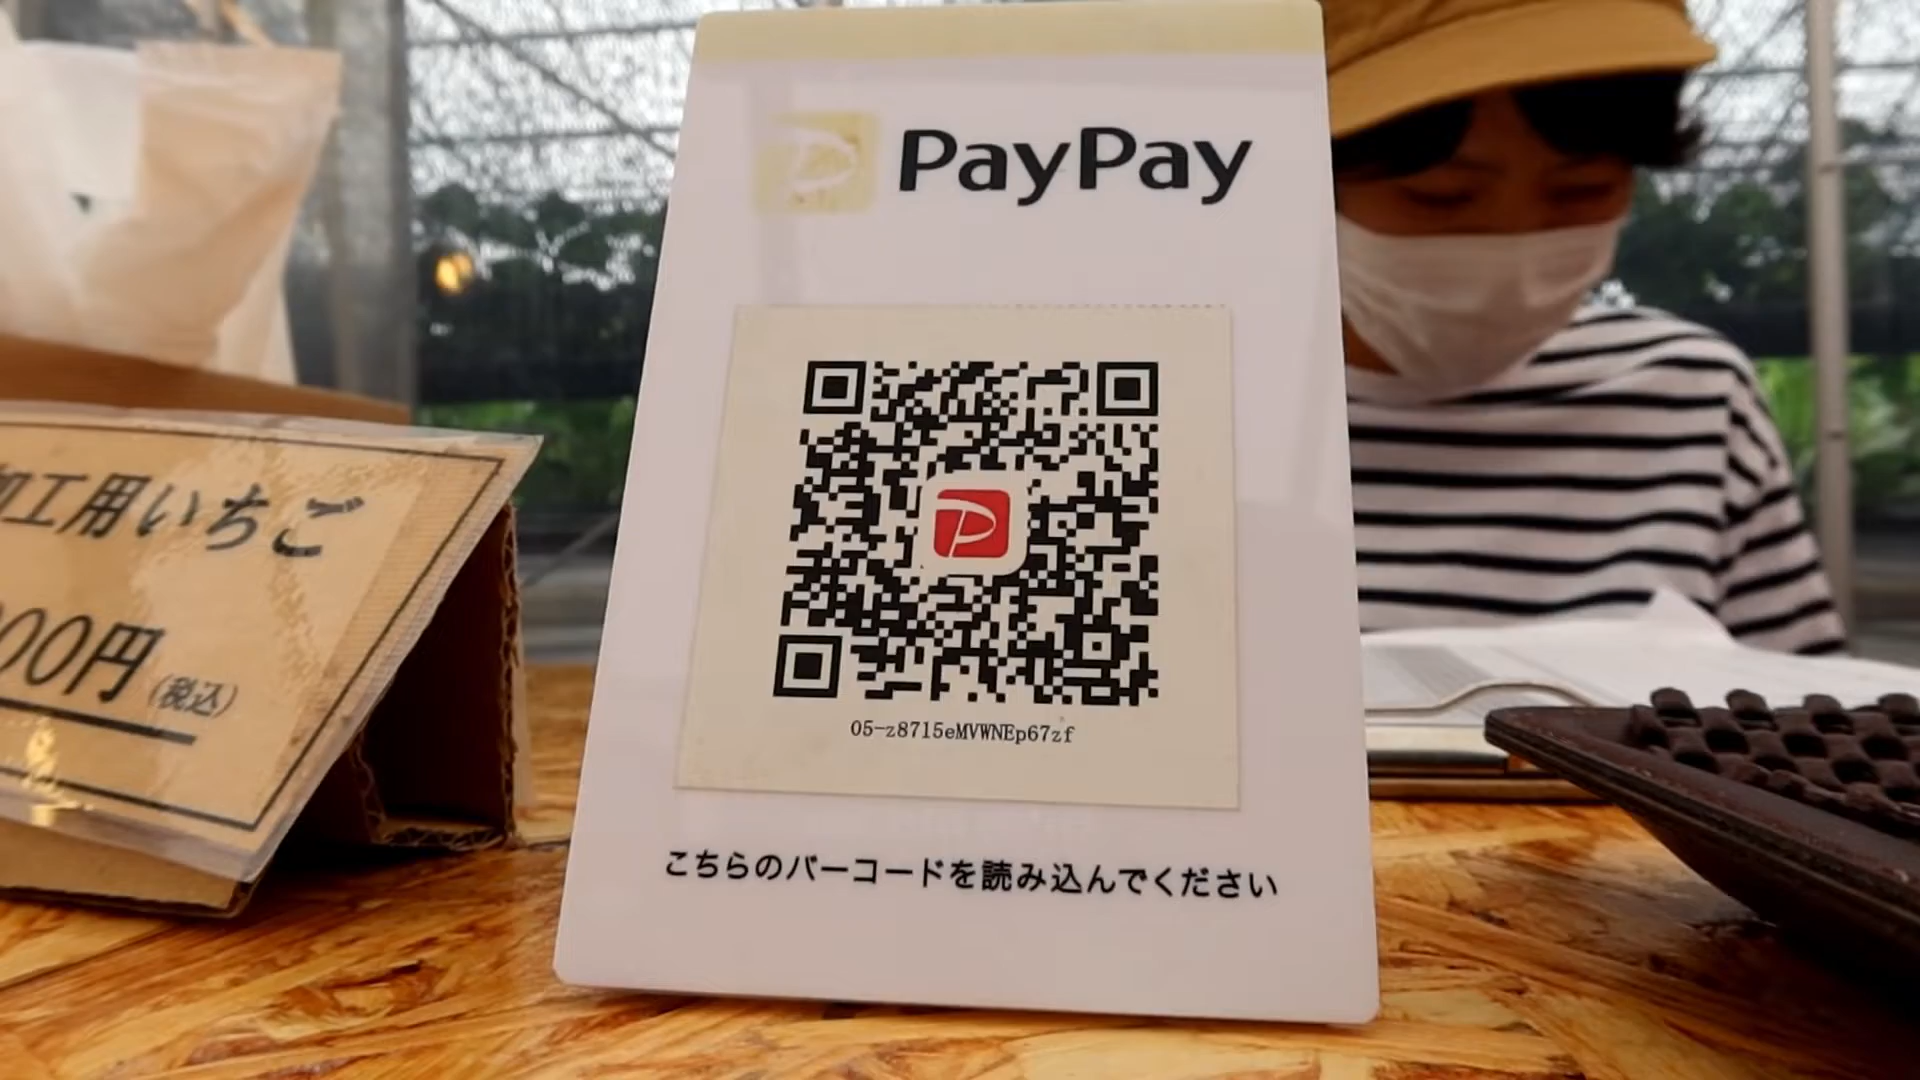 PayPay
05-z8715eMVWNEp67zf
こちらのバーコードを読み込んでください
加工用いちご
00円(税込)